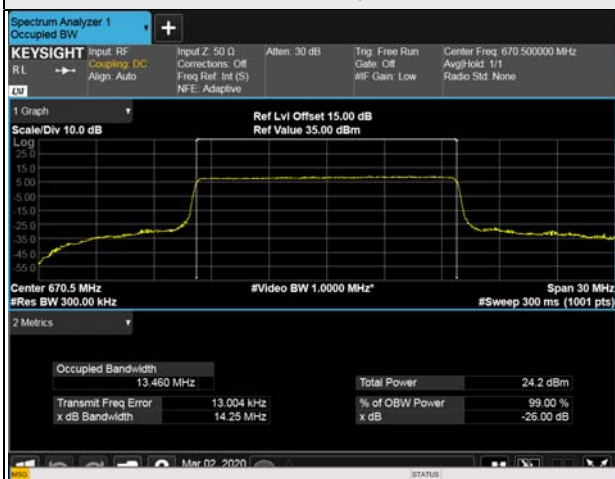 Spectrum Analyzer 1
Occupied BW
+
KEYSIGHT Input: RF Input Z: 50 Ω Atten: 30 dB Trig: Free Run Center Freq: 670.500000 MHz
RL Coupling: DC Corrections: Off Gate: Off Avg|Hold: 1/1
Align: Auto Freq Ref: Int (S) #IF Gain: Low Radio Std: None
LXI NFE: Adaptive
1 Graph Ref Lvl Offset 15.00 dB
Scale/Div 10.0 dB Ref Value 35.00 dBm
Log
25.0
15.0
5.00
-5.00
-15.0
-25.0
-35.0
-45.0
-55.0
Center 670.5 MHz #Video BW 1.0000 MHz* Span 30 MHz
#Res BW 300.00 kHz #Sweep 300 ms (1001 pts)
2 Metrics
Occupied Bandwidth
13.460 MHz Total Power 24.2 dBm
Transmit Freq Error 13.004 kHz % of OBW Power 99.00 %
x dB Bandwidth 14.25 MHz x dB -26.00 dB
Mar 02, 2020
MSG STATUS